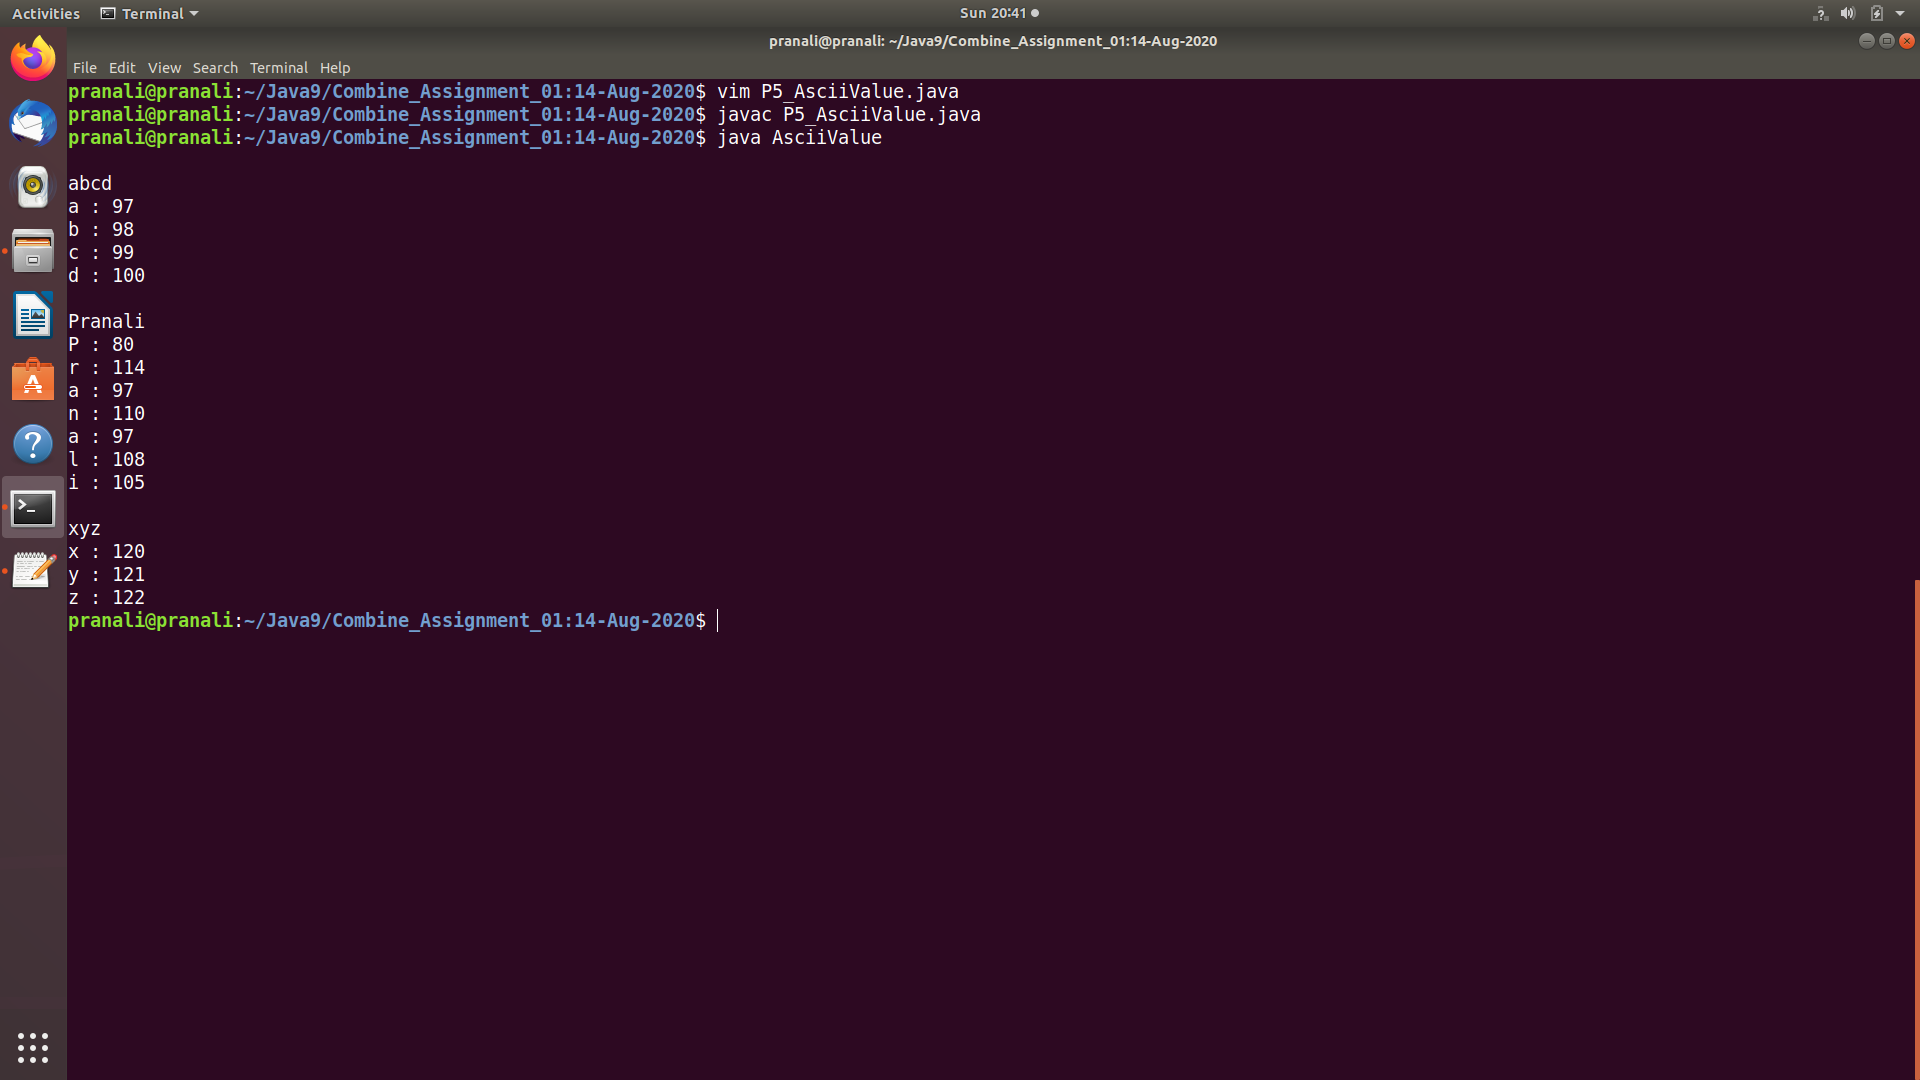 Activities Terminal Sun 20:41
pranali@pranali: ~/Java9/Combine_Assignment_01:14-Aug-2020
File Edit View Search Terminal Help
pranali@pranali:~/Java9/Combine_Assignment_01:14-Aug-2020$ vim P5_AsciiValue.java
pranali@pranali:~/Java9/Combine_Assignment_01:14-Aug-2020$ javac P5_AsciiValue.java
pranali@pranali:~/Java9/Combine_Assignment_01:14-Aug-2020$ java AsciiValue
abcd
a : 97
b : 98
c : 99
d : 100
Pranali
P : 80
r : 114
a : 97
n : 110
a : 97
l : 108
i : 105
xyz
x : 120
y : 121
z : 122
pranali@pranali:~/Java9/Combine_Assignment_01:14-Aug-2020$